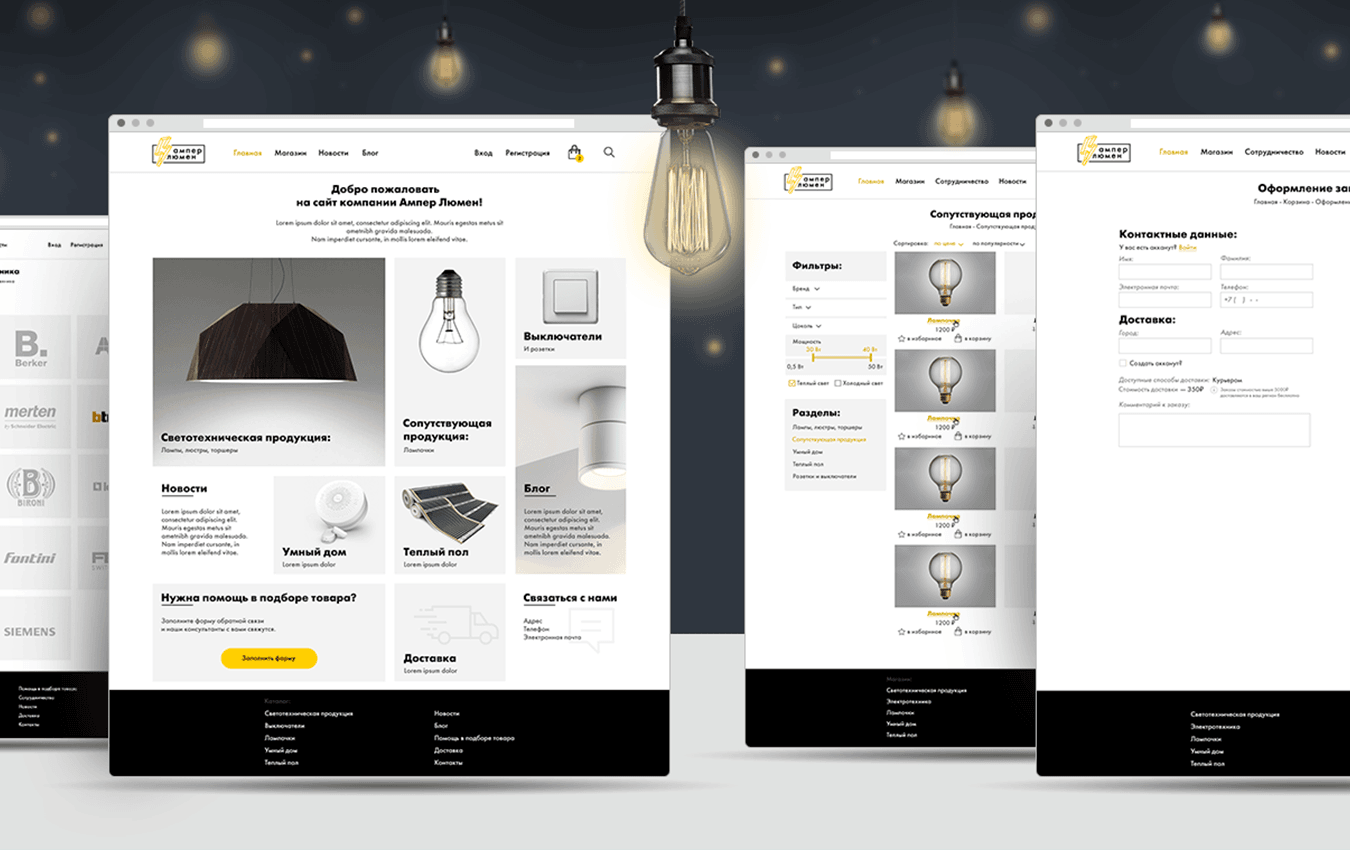 Вход Регистрация
B.
Berker
merten
by Schneider Electric
BIRONI
fontini
SIEMENS
Помощь в подборе товара
Сотрудничество
Новости
Доставка
Контакты
ампер
люмен
Главная Магазин Новости Блог Вход Регистрация 3
Добро пожаловать
на сайт компании Ампер Люмен!
Lorem ipsum dolor sit amet, consectetur adipiscing elit. Mauris egestas metus sit
ametnibh gravida malesuada.
Nam imperdiet cursante, in mollis lorem eleifend vitae.
Светотехническая продукция:
Лампы, люстры, торшеры
Сопутствующая
продукция:
Лампочки
Выключатели
И розетки
Новости
Lorem ipsum dolor sit amet,
consectetur adipiscing elit.
Mauris egestas metus sit
ametnibh gravida malesuada.
Nam imperdiet cursante, in
mollis lorem eleifend vitae.
Умный дом
Lorem ipsum dolor
Теплый пол
Lorem ipsum dolor
Блог
Lorem ipsum dolor sit amet,
consectetur adipiscing elit.
Mauris egestas metus sit
ametnibh gravida malesuada.
Nam imperdiet cursante, in
mollis lorem eleifend vitae.
Нужна помощь в подборе товара?
Заполните форму обратной связи
и наши консультанты с вами свяжутся.
Заполнить форму
Доставка
Lorem ipsum dolor
Связаться с нами
Адрес
Телефон
Электронная почта
Каталог:
Светотехническая продукция
Выключатели
Лампочки
Умный дом
Теплый пол
Новости
Блог
Помощь в подборе товара
Доставка
Контакты
ампер
люмен
Главная Магазин Сотрудничество Новости
Сопутствующая
Главная - Сопутствующая
Сортировка: по цене по популярности
Фильтры:
Бренд
Тип
Цоколь
Мощность
30 Вт 40 Вт
0,5 Вт 50 Вт
Теплый свет Холодный свет
Разделы:
Лампы, люстры, торшеры
Сопутствующая продукция
Умный дом
Теплый пол
Розетки и выключатели
Лампочка
1200 ₽
в избранное в корзину
Лампочка
1200 ₽
в избранное в корзину
Лампочка
1200 ₽
в избранное в корзину
Лампочка
1200 ₽
в избранное в корзину
Магазин:
Светотехническая продукция
Электротехника
Лампочки
Умный дом
Теплый пол
ампер
люмен
Главная Магазин Сотрудничество Новости
Оформление
Главная - Корзина -
Контактные данные:
У вас есть аккаунт? Войти
Имя: Фамилия:
Электронная почта: Телефон:
+7 ( ) - -
Доставка:
Город: Адрес:
Создать аккаунт?
Доступные способы доставки: Курьером
Стоимость доставки — 350₽
Комментарий к заказу:
Светотехническая продукция
Электротехника
Лампочки
Умный дом
Теплый пол